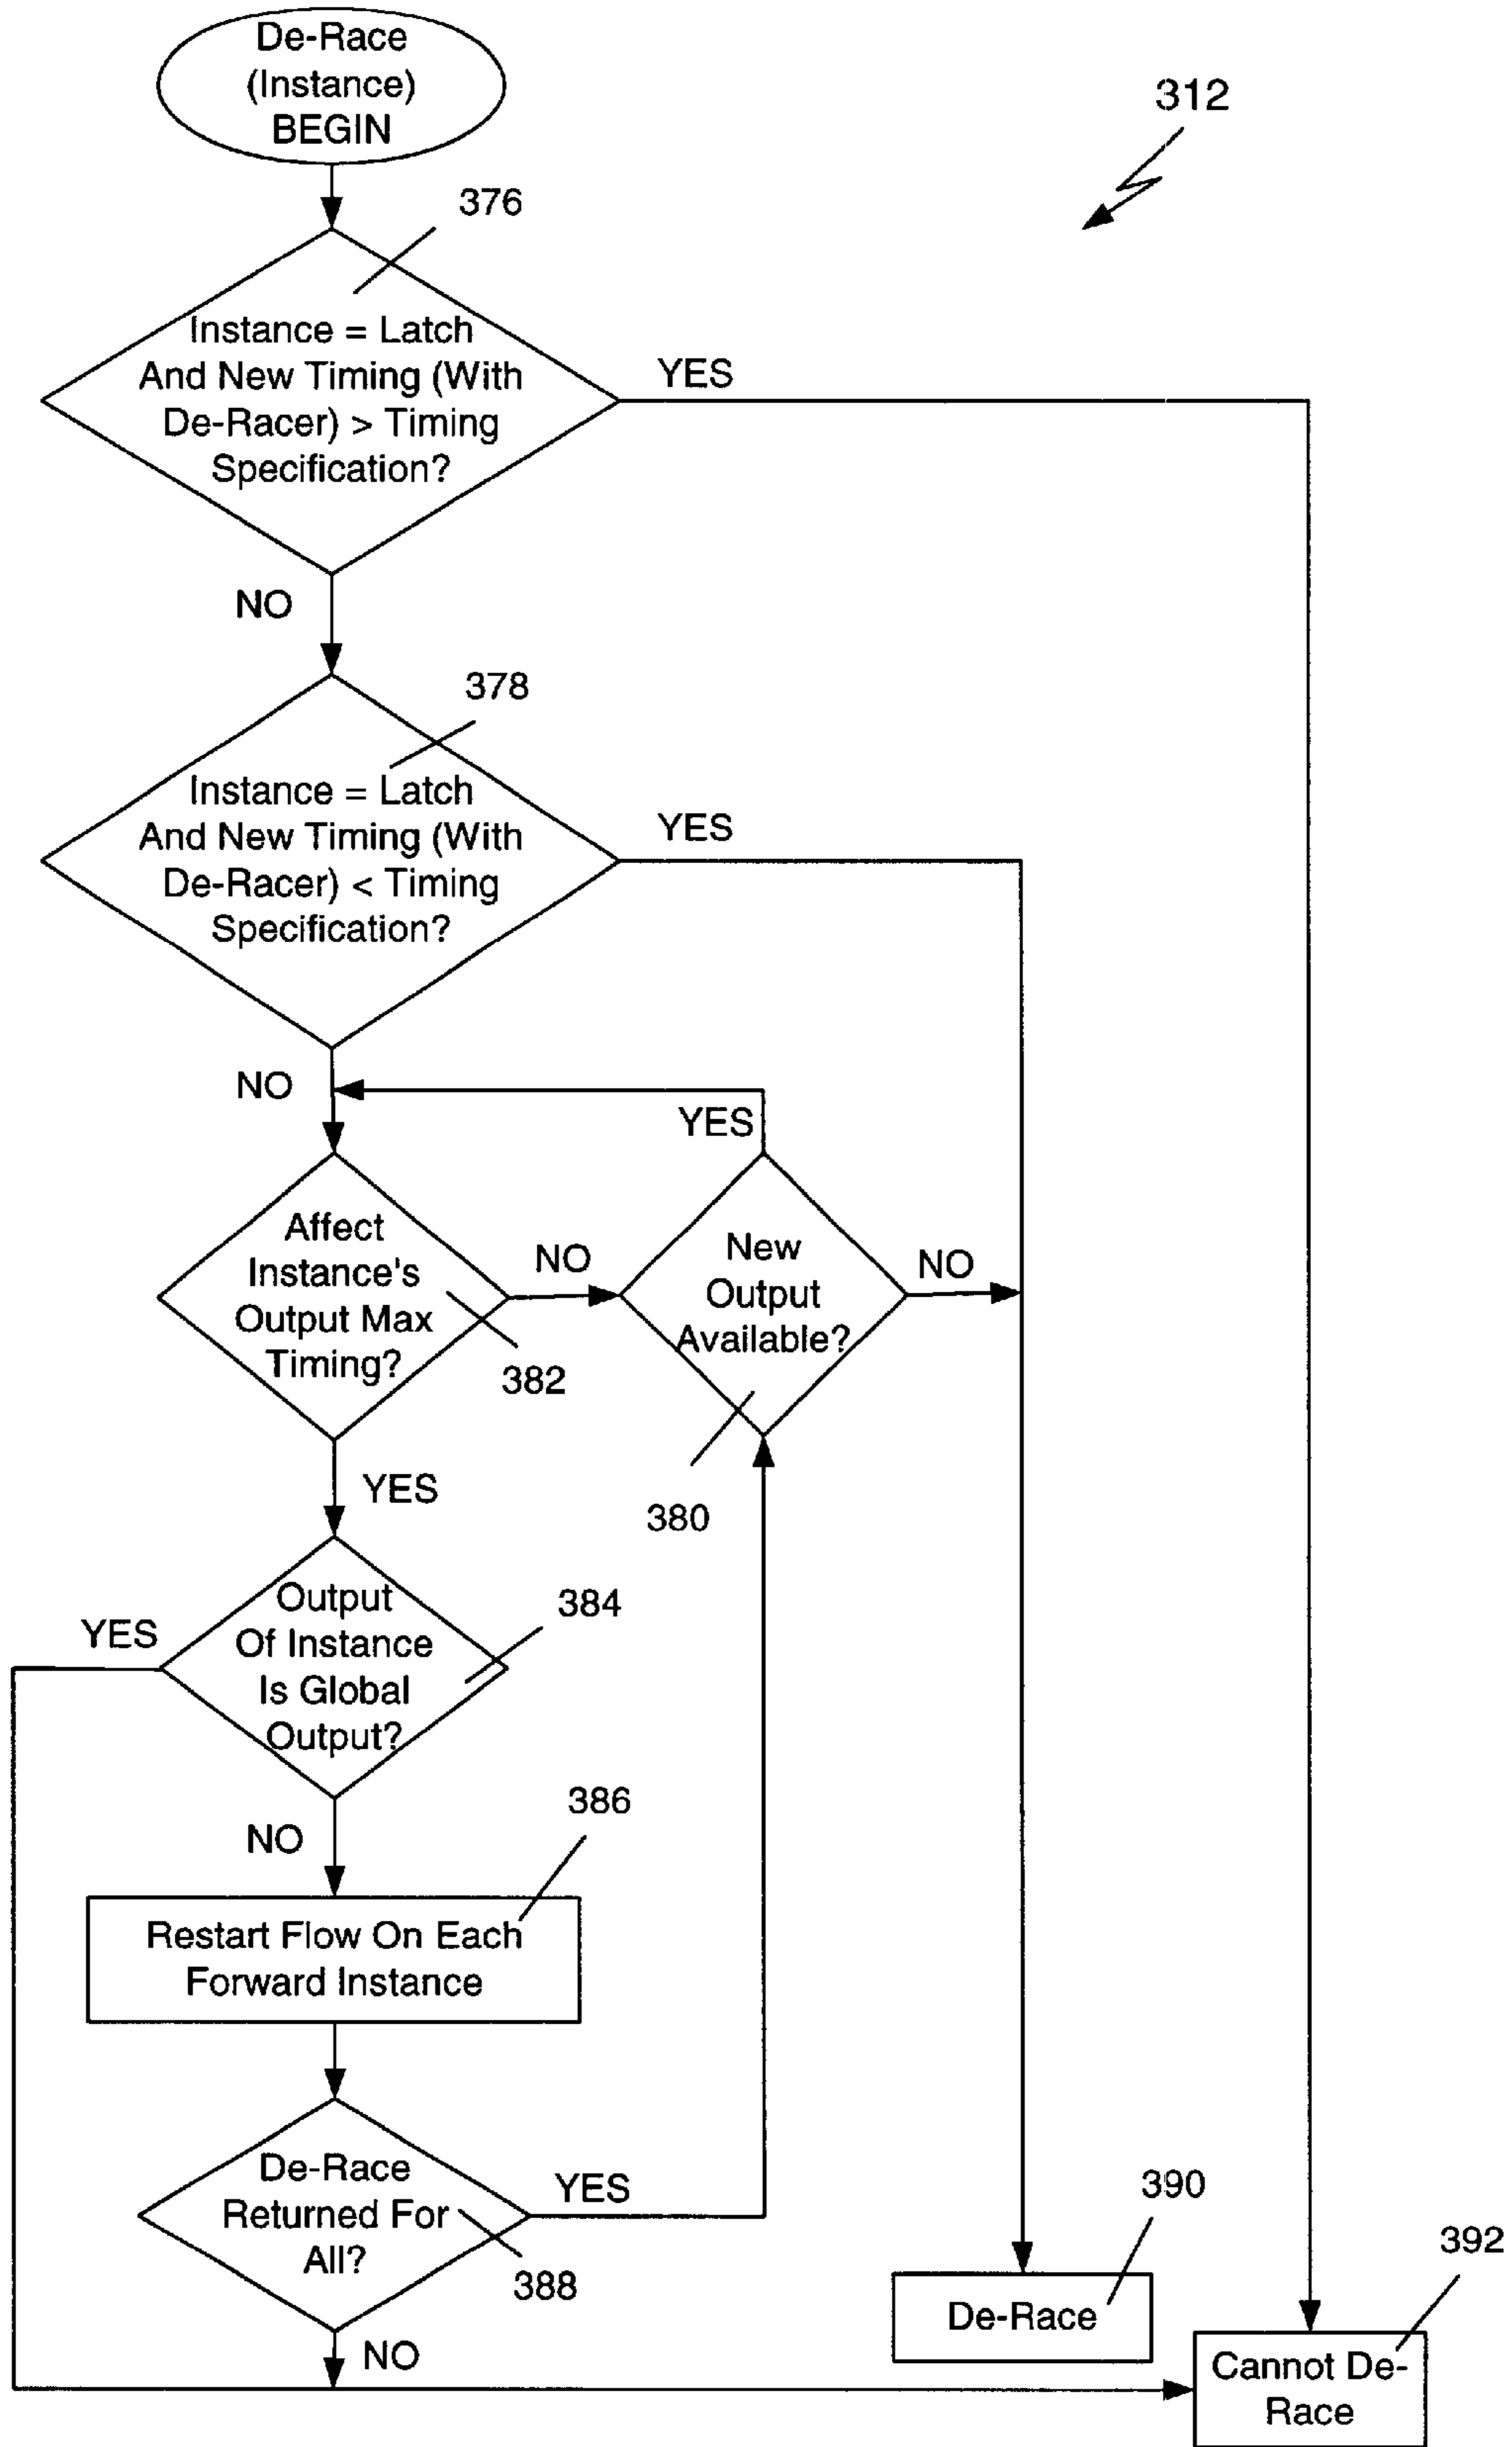 De-Race
(Instance)
BEGIN
312
376
Instance = Latch
And New Timing (With
De-Racer) > Timing
Specification?
YES
NO
378
Instance = Latch
And New Timing (With
De-Racer) < Timing
Specification?
YES
NO
YES
Affect
Instance's
Output Max
Timing?
NO
New
Output
Available?
NO
382
380
YES
Output
Of Instance
Is Global
Output?
384
YES
NO
386
Restart Flow On Each
Forward Instance
De-Race
Returned For
All?
YES
388
NO
390
De-Race
392
Cannot De-
Race